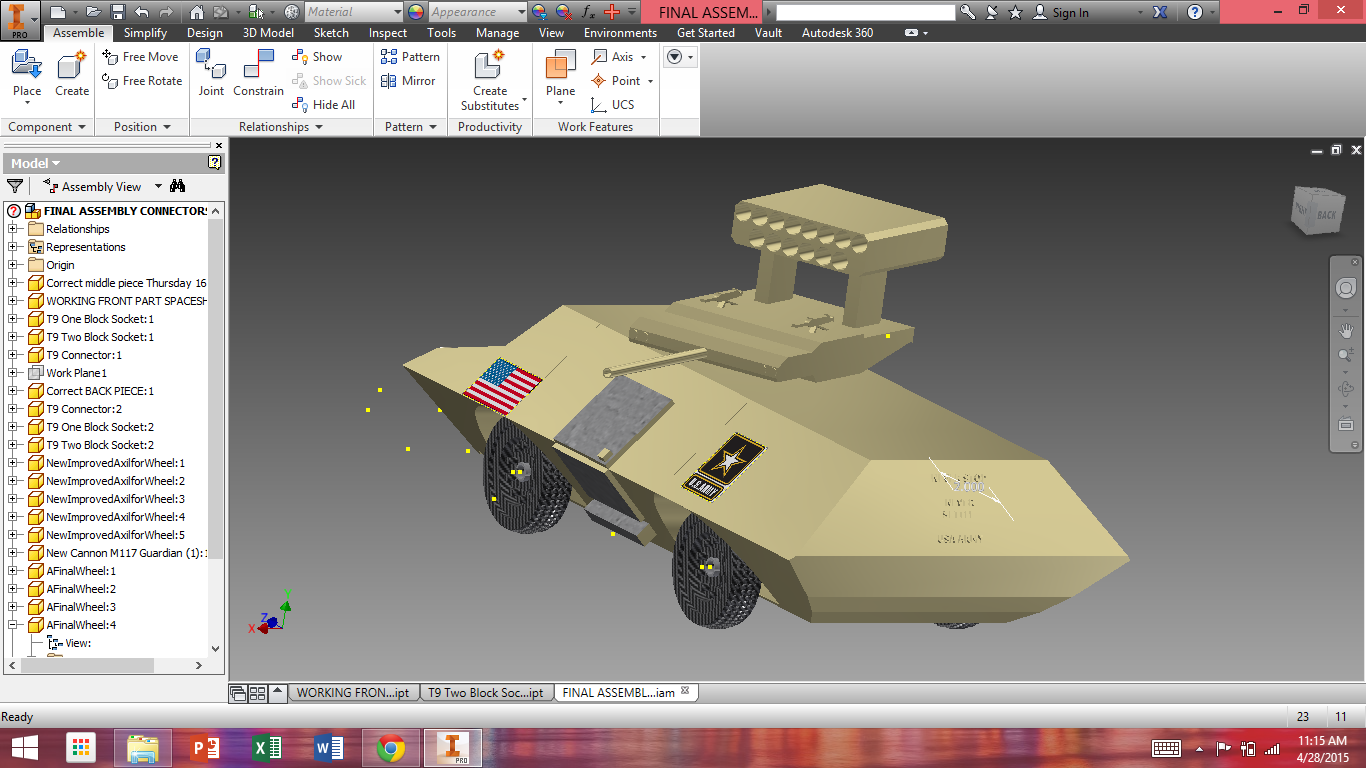 PRO
Material
Appearance
FINAL ASSEM...
Sign In
Assemble
Simplify
Design
3D Model
Sketch
Inspect
Tools
Manage
View
Environments
Get Started
Vault
Autodesk 360
Place
Create
Free Move
Free Rotate
Joint
Constrain
Show
Show Sick
Hide All
Pattern
Mirror
Create
Substitutes
Plane
Axis
Point
UCS
Component
Position
Relationships
Pattern
Productivity
Work Features
Model
Assembly View
FINAL ASSEMBLY CONNECTORS
Relationships
Representations
Origin
Correct middle piece Thursday 16
WORKING FRONT PART SPACESH
T9 One Block Socket:1
T9 Two Block Socket:1
T9 Connector:1
Work Plane1
Correct BACK PIECE:1
T9 Connector:2
T9 One Block Socket:2
T9 Two Block Socket:2
NewImprovedAxilforWheel:1
NewImprovedAxilforWheel:2
NewImprovedAxilforWheel:3
NewImprovedAxilforWheel:4
NewImprovedAxilforWheel:5
New Cannon M117 Guardian (1):1
AFinalWheel:1
AFinalWheel:2
AFinalWheel:3
AFinalWheel:4
View:
BACK
U.S. ARMY
X
Y
Z
WORKING FRON...ipt
T9 Two Block Soc...ipt
FINAL ASSEMBL...iam
Ready
23
11
PRO
11:15 AM
4/28/2015